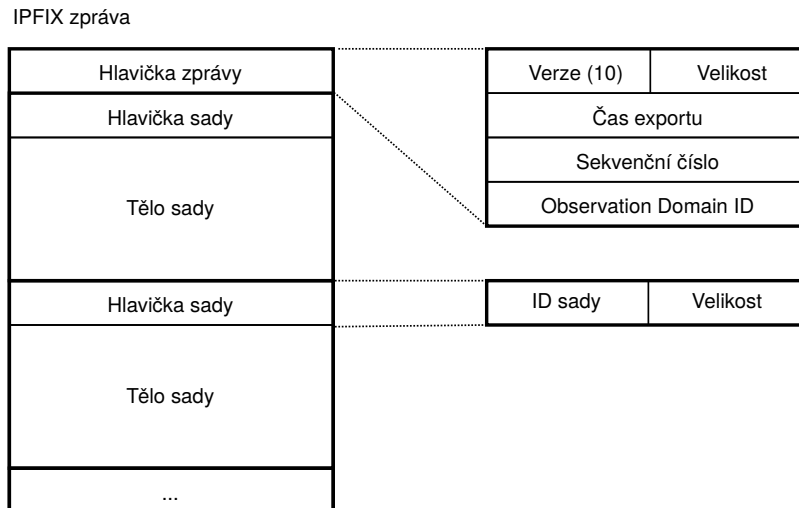 IPFIX zpráva
Hlavička zprávy
Hlavička sady
Tělo sady
Hlavička sady
Tělo sady
...
Verze (10) Velikost
Čas exportu
Sekvenční číslo
Observation Domain ID
ID sady Velikost